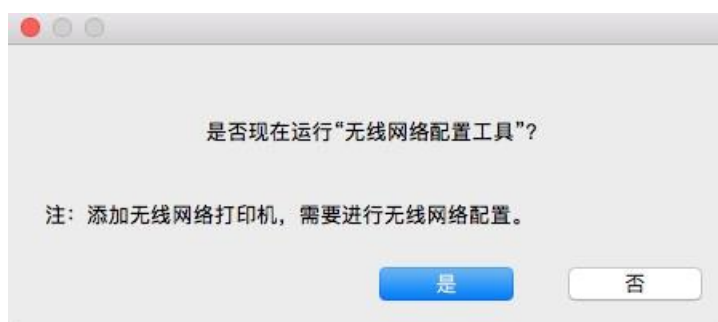 是否现在运行“无线网络配置工具”?
注：添加无线网络打印机，需要进行无线网络配置。
是
否